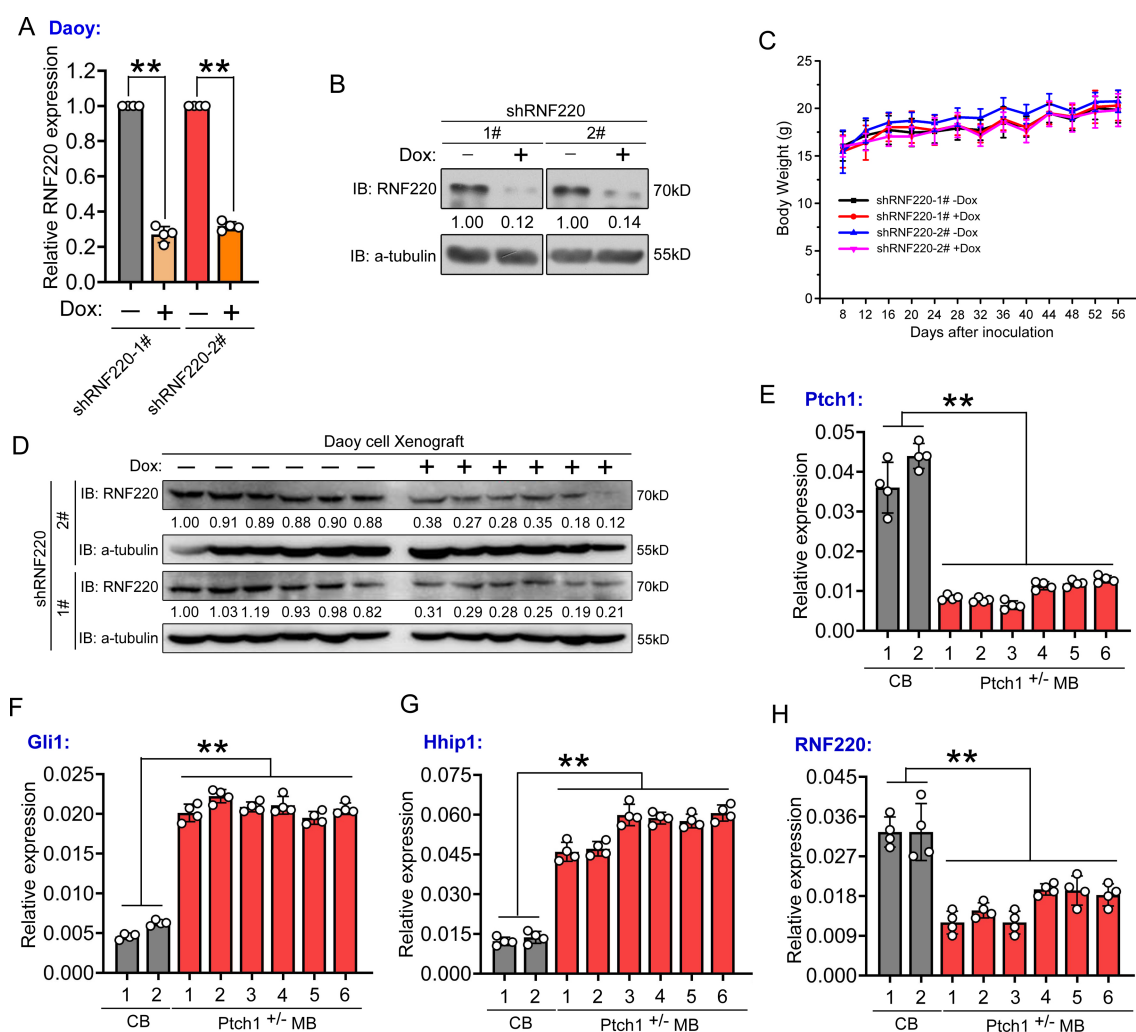 A Daoy:
Relative RNF220 expression
1.2
1.0
0.8
0.6
0.4
0.2
0.0
** **
Dox: — + — +
shRNF220-1# shRNF220-2#
B
shRNF220
1# 2#
Dox: — + — +
IB: RNF220 70kD
1.00 0.12 1.00 0.14
IB: a-tubulin 55kD
C
Body Weight (g)
25
20
15
10
5
0
shRNF220-1# -Dox
shRNF220-1# +Dox
shRNF220-2# -Dox
shRNF220-2# +Dox
8 12 16 20 24 28 32 36 40 44 48 52 56
Days after inoculation
D
Daoy cell Xenograft
Dox: — — — — — — + + + + + +
shRNF220
2#
IB: RNF220 70kD
1.00 0.91 0.89 0.88 0.90 0.88 0.38 0.27 0.28 0.35 0.18 0.12
IB: a-tubulin 55kD
1#
IB: RNF220 70kD
1.00 1.03 1.19 0.93 0.98 0.82 0.31 0.29 0.28 0.25 0.19 0.21
IB: a-tubulin 55kD
E Ptch1:
**
Relative expression
0.05
0.04
0.03
0.02
0.01
0.00
1 2 1 2 3 4 5 6
CB Ptch1 +/- MB
F
Gli1:
**
Relative expression
0.025
0.020
0.015
0.010
0.005
0.000
1 2 1 2 3 4 5 6
CB Ptch1 +/- MB
G
Hhip1:
**
Relative expression
0.075
0.060
0.045
0.030
0.015
0.000
1 2 1 2 3 4 5 6
CB Ptch1 +/- MB
H
RNF220:
**
Relative expression
0.045
0.036
0.027
0.018
0.009
0.000
1 2 1 2 3 4 5 6
CB Ptch1 +/- MB